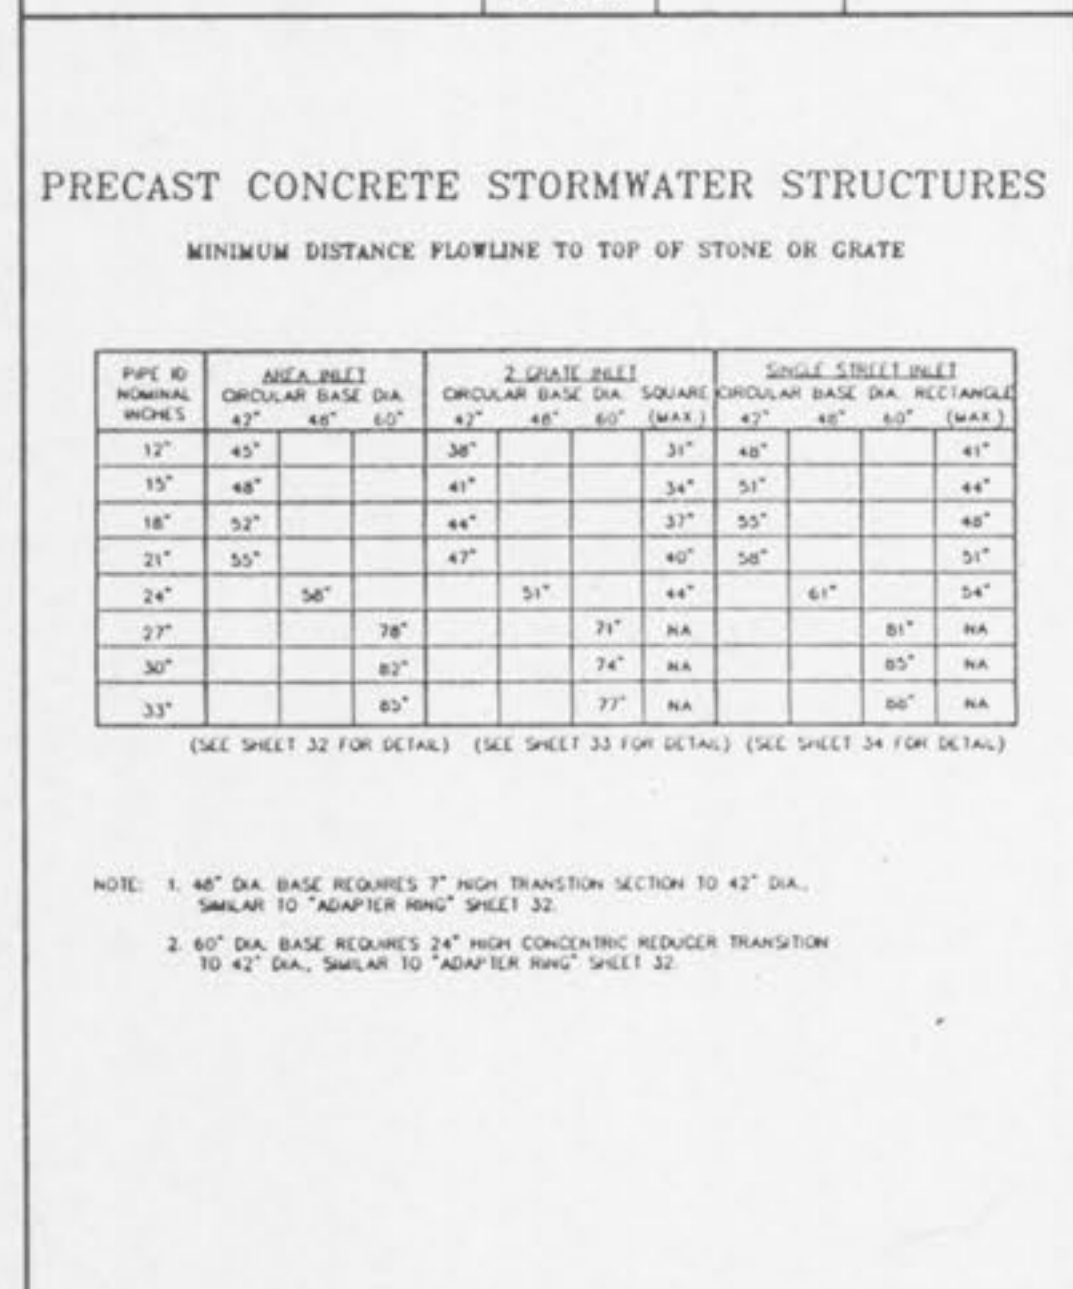 PRECAST CONCRETE STORMWATER STRUCTURES
MINIMUM DISTANCE FLOWLINE TO TOP OF STONE OR GRATE
PIPE ID AREA INLET 2 GRATE INLET SINGLE STREET INLET
NOMINAL CIRCULAR BASE DIA. CIRCULAR BASE DIA. SQUARE CIRCULAR BASE DIA. RECTANGLE
INCHES 42" 48" 60" 42" 48" 60" (MAX.) 42" 48" 60" (MAX.)
12" 45" 38" 31" 48" 41"
15" 48" 41" 34" 51" 44"
18" 52" 44" 37" 55" 48"
21" 55" 47" 40" 58" 51"
24" 58" 51" 44" 61" 54"
27" 78" 71" NA 81" NA
30" 82" 74" NA 85" NA
33" 85" 77" NA 88" NA
(SEE SHEET 32 FOR DETAIL) (SEE SHEET 33 FOR DETAIL) (SEE SHEET 34 FOR DETAIL)
NOTE: 1. 48" DIA. BASE REQUIRES 7" HIGH TRANSTION SECTION TO 42" DIA.,
SIMILAR TO "ADAPTER RING" SHEET 32.
2. 60" DIA. BASE REQUIRES 24" HIGH CONCENTRIC REDUCER TRANSITION
TO 42" DIA., SIMILAR TO "ADAPTER RING" SHEET 32.